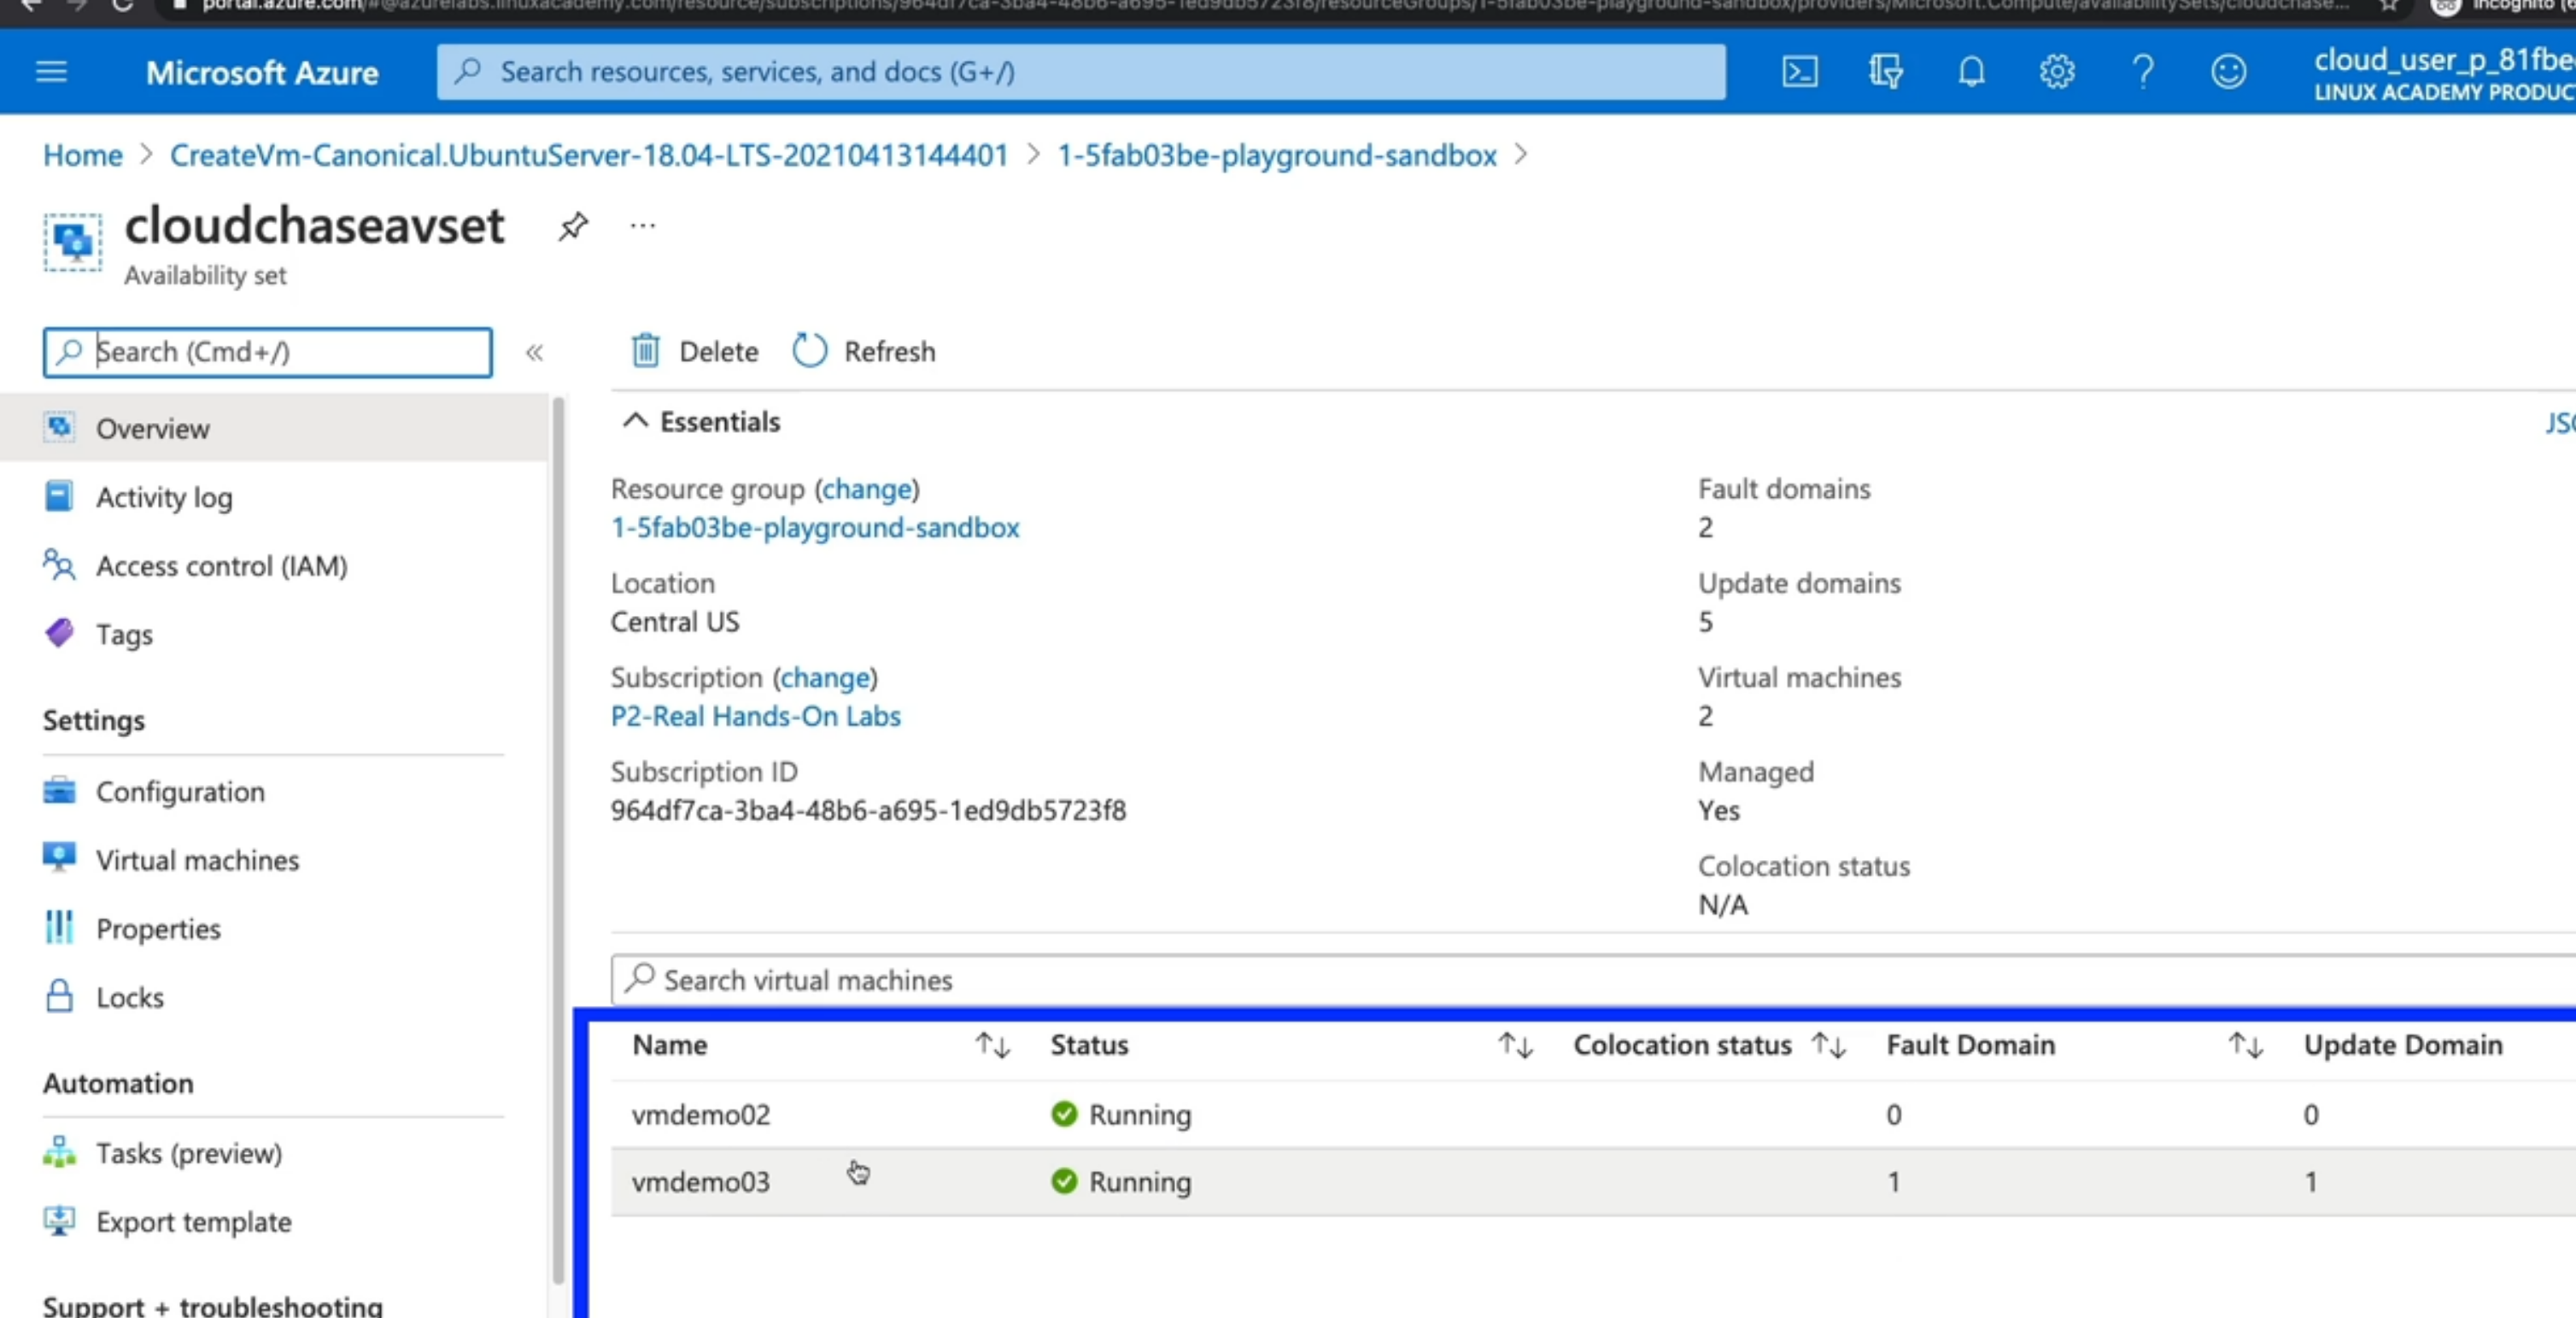 portal.azure.com/#@azurelabs.linuxacademy.com/resource/subscriptions/964df7ca-3ba4-48b6-a695-1ed9db5723f8/resourceGroups/1-5fab03be-playground-sandbox/providers/Microsoft.Compute/availabilitySets/cloudchase...
Incognito
Microsoft Azure
Search resources, services, and docs (G+/)
cloud_user_p_81fbe
LINUX ACADEMY PRODUC
Home > CreateVm-Canonical.UbuntuServer-18.04-LTS-20210413144401 > 1-5fab03be-playground-sandbox >
cloudchaseavset ...
Availability set
Search (Cmd+/) «
Overview
Activity log
Access control (IAM)
Tags
Settings
Configuration
Virtual machines
Properties
Locks
Automation
Tasks (preview)
Export template
Support + troubleshooting
Delete Refresh
Essentials
JS
Resource group (change)
1-5fab03be-playground-sandbox
Location
Central US
Subscription (change)
P2-Real Hands-On Labs
Subscription ID
964df7ca-3ba4-48b6-a695-1ed9db5723f8
Fault domains
2
Update domains
5
Virtual machines
2
Managed
Yes
Colocation status
N/A
Search virtual machines
Name ↑↓ Status ↑↓ Colocation status ↑↓ Fault Domain ↑↓ Update Domain
vmdemo02 Running 0 0
vmdemo03 Running 1 1